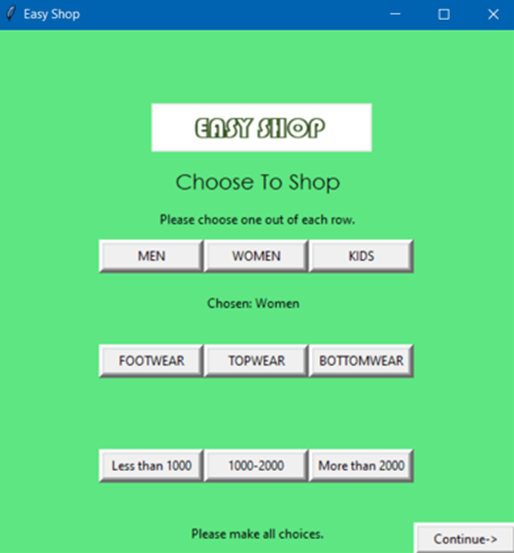 Easy Shop
EASY SHOP
Choose To Shop
Please choose one out of each row.
MEN WOMEN KIDS
Chosen: Women
FOOTWEAR TOPWEAR BOTTOMWEAR
Less than 1000 1000-2000 More than 2000
Please make all choices.
Continue->